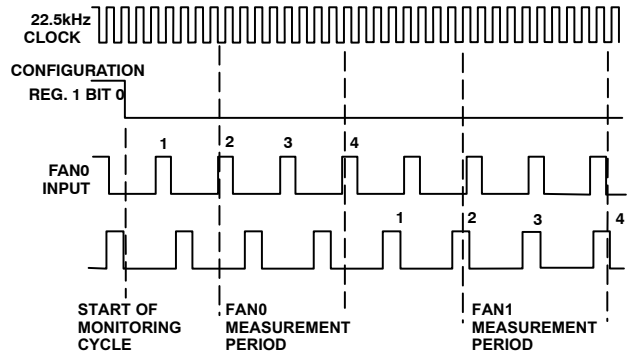 22.5kHz
CLOCK
CONFIGURATION
REG. 1 BIT 0
1 2 3 4
FAN0
INPUT
1 2 3 4
START OF
MONITORING
CYCLE
FAN0
MEASUREMENT
PERIOD
FAN1
MEASUREMENT
PERIOD